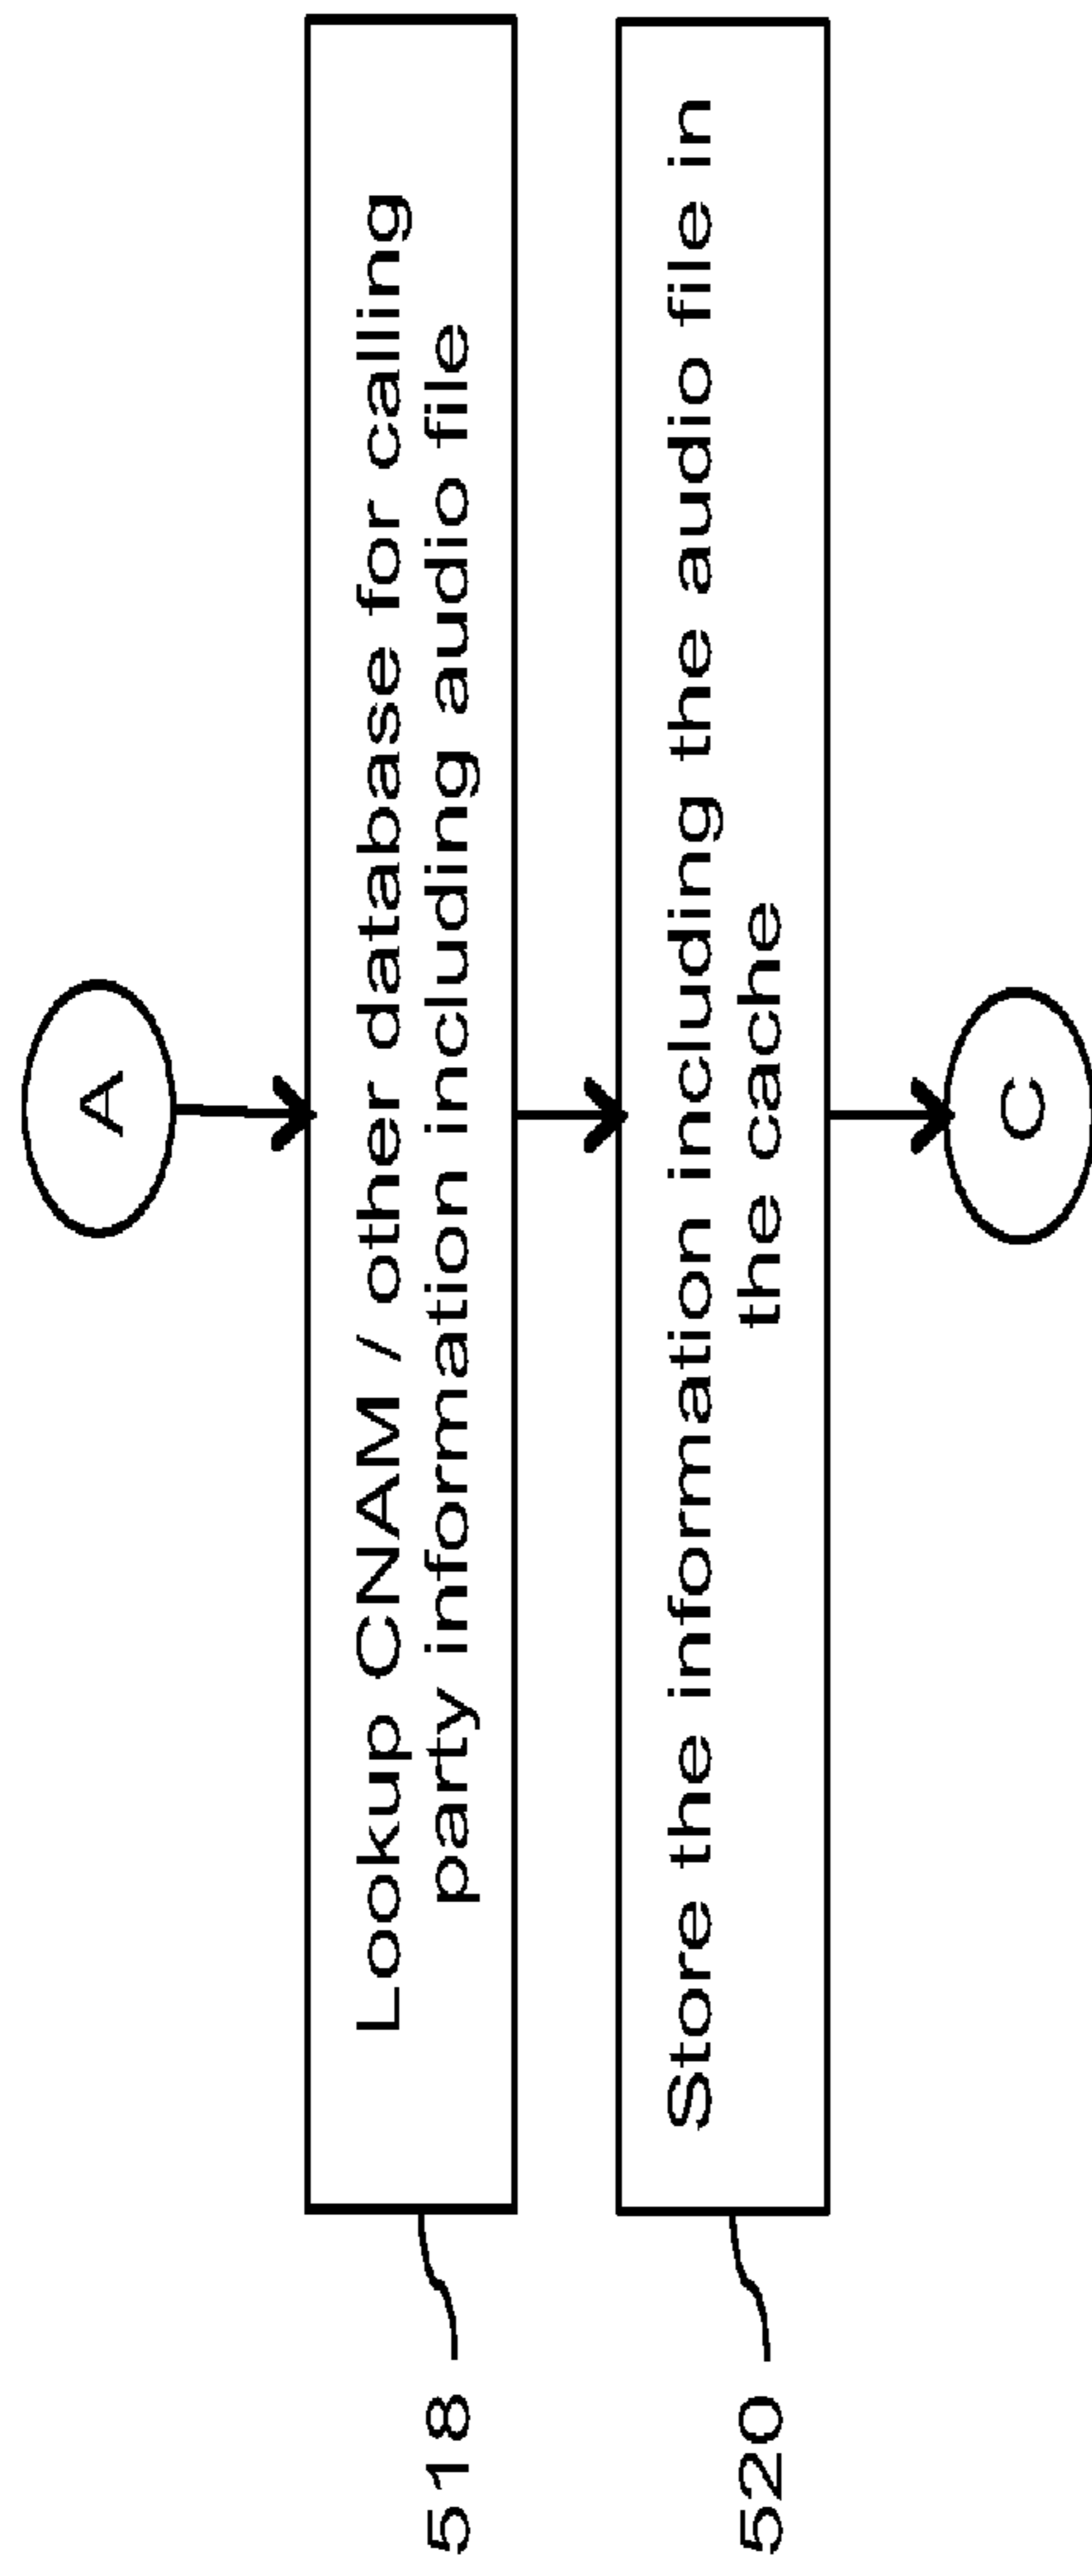 A
Lookup CNAM / other database for calling
party information including audio file
518
Store the information including the audio file in
the cache
520
C